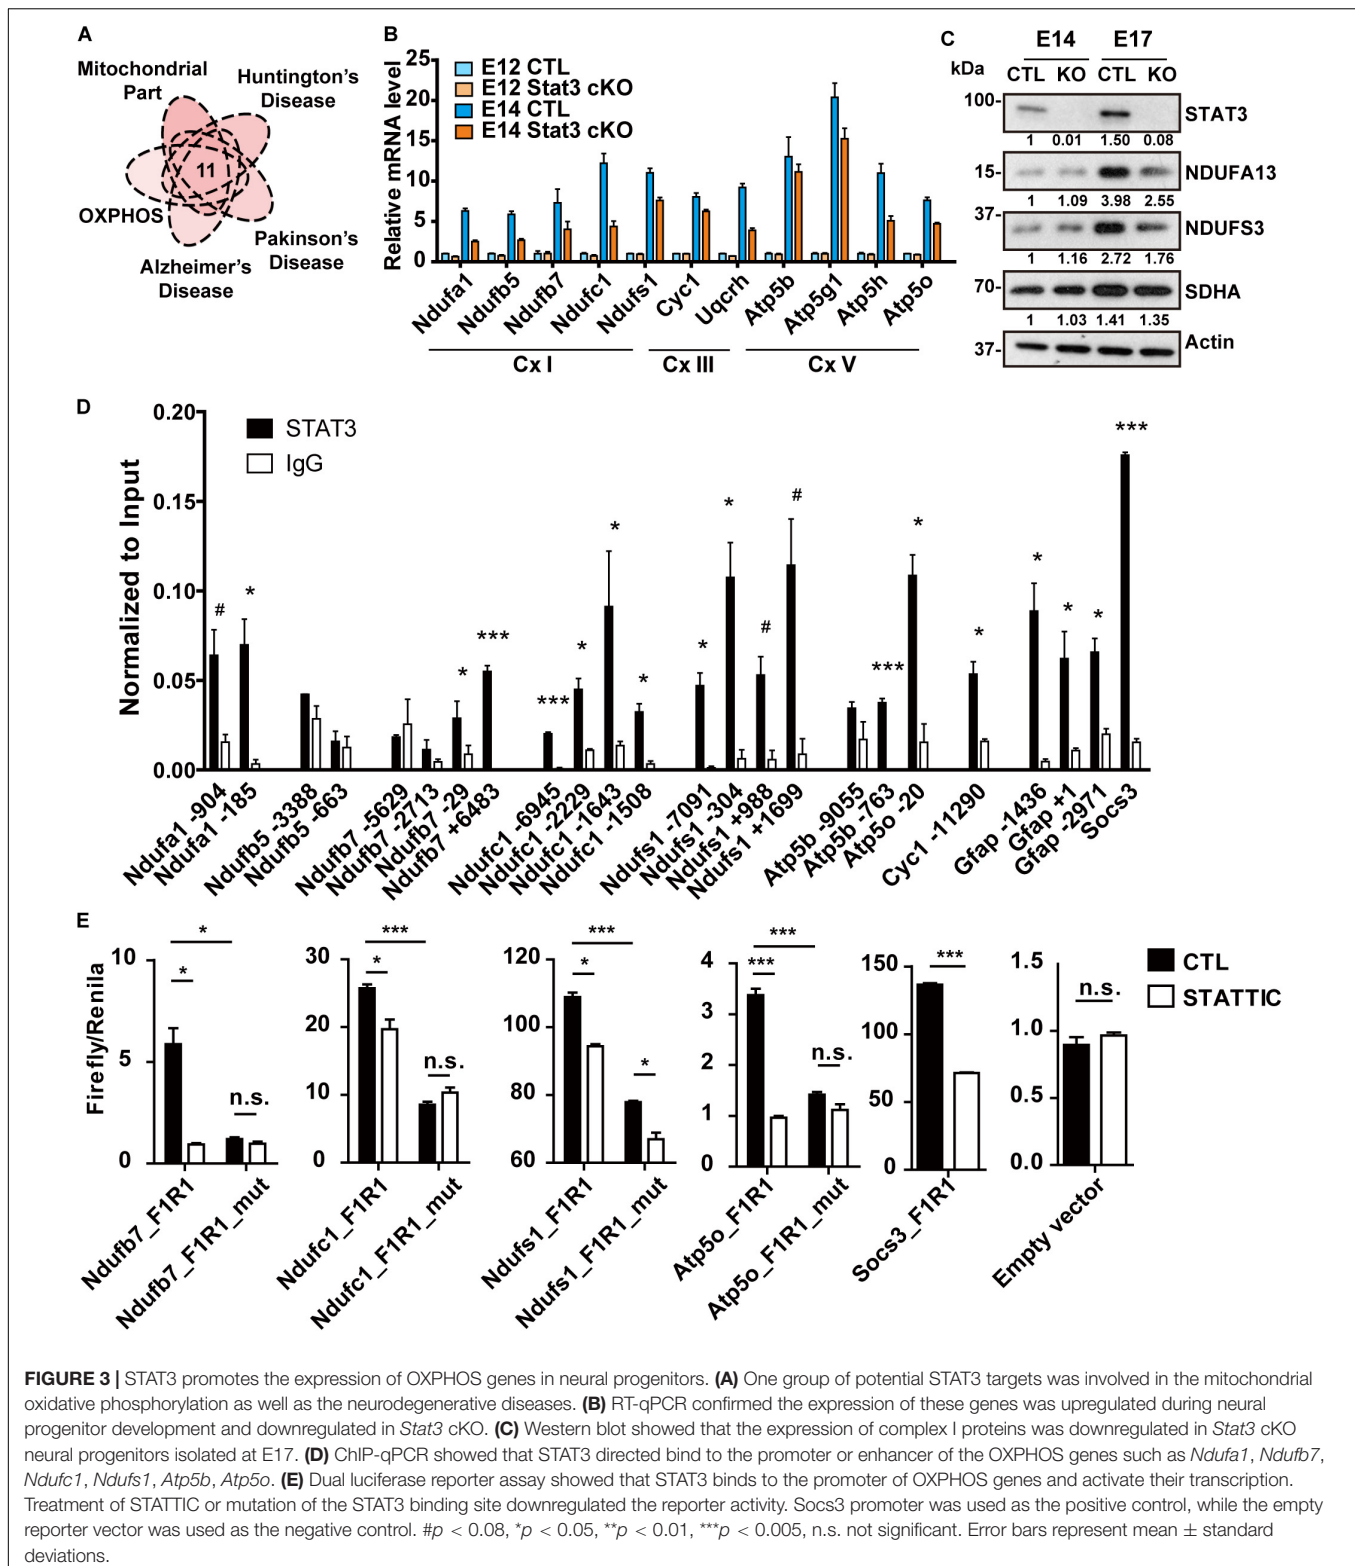 A
Mitochondrial
Part
Huntington's
Disease
11
OXPHOS
Pakinson's
Disease
Alzheimer's
Disease
B
Relative mRNA level
25
20
15
10
5
0
E12 CTL
E12 Stat3 cKO
E14 CTL
E14 Stat3 cKO
Ndufa1
Ndufb5
Ndufb7
Ndufc1
Ndufs1
Cyc1
Uqcrh
Atp5b
Atp5g1
Atp5h
Atp5o
Cx I
Cx III
Cx V
C
E14 E17
kDa CTL KO CTL KO
100- STAT3
1 0.01 1.50 0.08
15- NDUFA13
1 1.09 3.98 2.55
37- NDUFS3
1 1.16 2.72 1.76
70- SDHA
1 1.03 1.41 1.35
37- Actin
D
Normalized to Input
0.20
0.15
0.10
0.05
0.00
STAT3
IgG
# * * *** *** * * * * * # # *** * * * * * ***
Ndufa1 -904
Ndufa1 -185
Ndufb5 -3388
Ndufb5 -663
Ndufb7 -5629
Ndufb7 -2713
Ndufb7 -29
Ndufb7 +6483
Ndufc1 -6945
Ndufc1 -2229
Ndufc1 -1643
Ndufc1 -1508
Ndufs1 -7091
Ndufs1 -304
Ndufs1 +988
Ndufs1 +1699
Atp5b -9055
Atp5b -763
Atp5o -20
Cyc1 -11290
Gfap -1436
Gfap +1
Gfap -2971
Socs3
E
Firefly/Renila
10
5
0
*
*
n.s.
Ndufb7_F1R1
Ndufb7_F1R1_mut
30
20
10
0
***
*
n.s.
Ndufc1_F1R1
Ndufc1_F1R1_mut
120
100
80
60
***
*
*
Ndufs1_F1R1
Ndufs1_F1R1_mut
4
3
2
1
0
***
***
n.s.
Atp5o_F1R1
Atp5o_F1R1_mut
150
100
50
0
***
Socs3_F1R1
1.5
1.0
0.5
0.0
n.s.
Empty vector
CTL
STATTIC
FIGURE 3 | STAT3 promotes the expression of OXPHOS genes in neural progenitors. (A) One group of potential STAT3 targets was involved in the mitochondrial
oxidative phosphorylation as well as the neurodegenerative diseases. (B) RT-qPCR confirmed the expression of these genes was upregulated during neural
progenitor development and downregulated in Stat3 cKO. (C) Western blot showed that the expression of complex I proteins was downregulated in Stat3 cKO
neural progenitors isolated at E17. (D) ChIP-qPCR showed that STAT3 directed bind to the promoter or enhancer of the OXPHOS genes such as Ndufa1, Ndufb7,
Ndufc1, Ndufs1, Atp5b, Atp5o. (E) Dual luciferase reporter assay showed that STAT3 binds to the promoter of OXPHOS genes and activate their transcription.
Treatment of STATTIC or mutation of the STAT3 binding site downregulated the reporter activity. Socs3 promoter was used as the positive control, while the empty
reporter vector was used as the negative control. #p < 0.08, *p < 0.05, **p < 0.01, ***p < 0.005, n.s. not significant. Error bars represent mean ± standard
deviations.